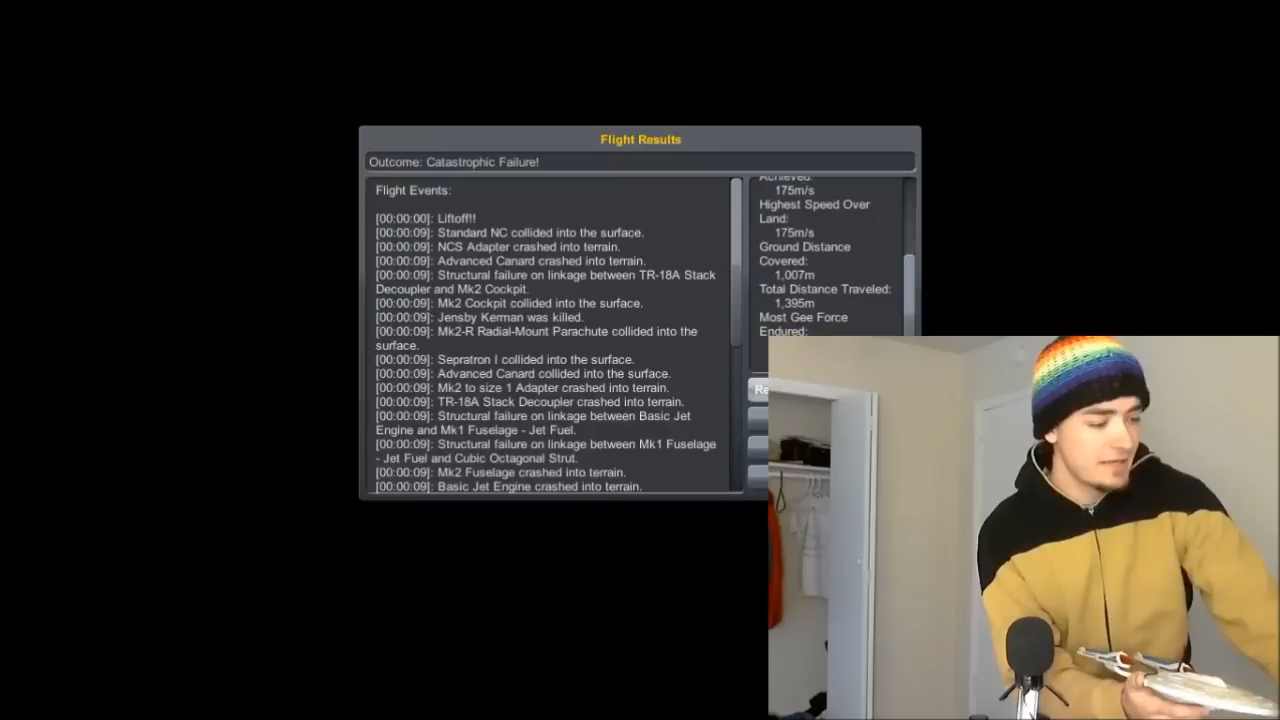 Flight Results
Outcome: Catastrophic Failure!
Flight Events:
[00:00:00]: Liftoff!!
[00:00:09]: Standard NC collided into the surface.
[00:00:09]: NCS Adapter crashed into terrain.
[00:00:09]: Advanced Canard crashed into terrain.
[00:00:09]: Structural failure on linkage between TR-18A Stack
Decoupler and Mk2 Cockpit.
[00:00:09]: Mk2 Cockpit collided into the surface.
[00:00:09]: Jensby Kerman was killed.
[00:00:09]: Mk2-R Radial-Mount Parachute collided into the
surface.
[00:00:09]: Sepratron I collided into the surface.
[00:00:09]: Advanced Canard collided into the surface.
[00:00:09]: Mk2 to size 1 Adapter crashed into terrain.
[00:00:09]: TR-18A Stack Decoupler crashed into terrain.
[00:00:09]: Structural failure on linkage between Basic Jet
Engine and Mk1 Fuselage - Jet Fuel.
[00:00:09]: Structural failure on linkage between Mk1 Fuselage
- Jet Fuel and Cubic Octagonal Strut.
[00:00:09]: Mk2 Fuselage crashed into terrain.
[00:00:09]: Basic Jet Engine crashed into terrain.
Achieved:
175m/s
Highest Speed Over
Land:
175m/s
Ground Distance
Covered:
1,007m
Total Distance Traveled:
1,395m
Most Gee Force
Endured:
Re